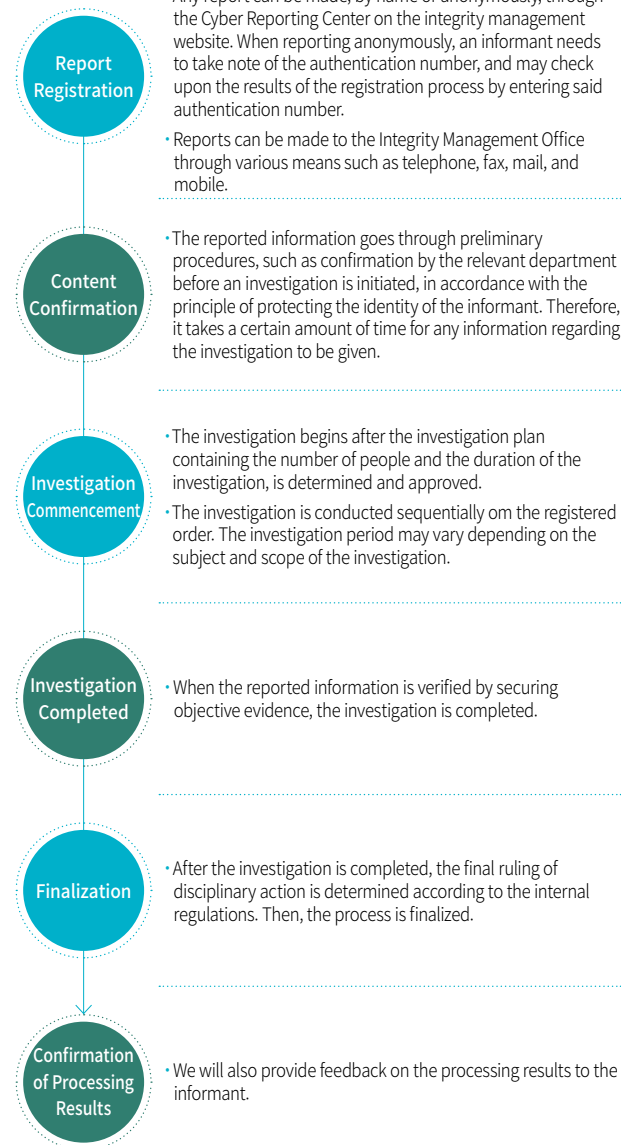 Any report can be made, by name or anonymously, through
the Cyber Reporting Center on the integrity management
website. When reporting anonymously, an informant needs
to take note of the authentication number, and may check
upon the results of the registration process by entering said
authentication number.
Report
Registration
· Reports can be made to the Integrity Management Office
through various means such as telephone, fax, mail, and
mobile.
Content
Confirmation
· The reported information goes through preliminary
procedures, such as confirmation by the relevant department
before an investigation is initiated, in accordance with the
principle of protecting the identity of the informant. Therefore,
it takes a certain amount of time for any information regarding
the investigation to be given.
Investigation
Commencement
· The investigation begins after the investigation plan
containing the number of people and the duration of the
investigation, is determined and approved.
· The investigation is conducted sequentially om the registered
order. The investigation period may vary depending on the
subject and scope of the investigation.
Investigation
Completed
· When the reported information is verified by securing
objective evidence, the investigation is completed.
Finalization
· After the investigation is completed, the final ruling of
disciplinary action is determined according to the internal
regulations. Then, the process is finalized.
Confirmation
of Processing
Results
· We will also provide feedback on the processing results to the
informant.